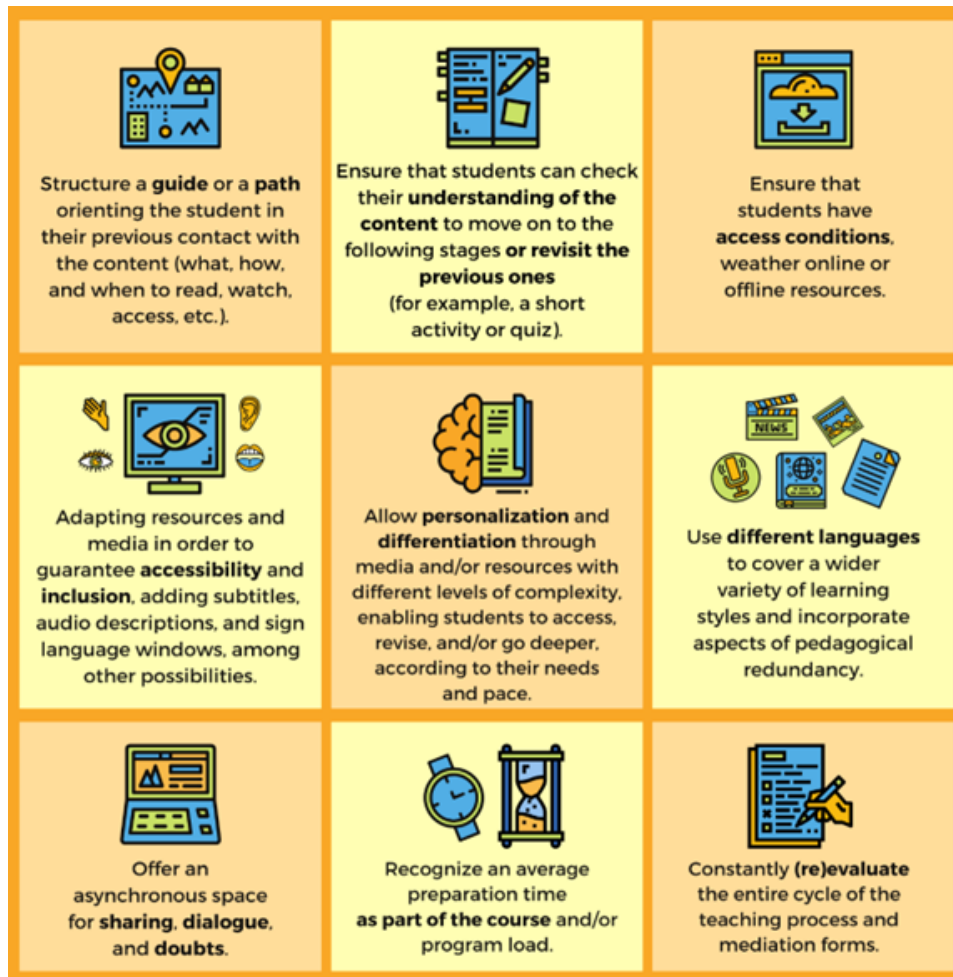 Structure a guide or a path
orienting the student in
their previous contact with
the content (what, how,
and when to read, watch,
access, etc.).
Ensure that students can check
their understanding of the
content to move on to the
following stages or revisit the
previous ones
(for example, a short
activity or quiz).
Ensure that
students have
access conditions,
weather online or
offline resources.
Adapting resources and
media in order to
guarantee accessibility and
inclusion, adding subtitles,
audio descriptions, and sign
language windows, among
other possibilities.
Allow personalization and
differentiation through
media and/or resources with
different levels of complexity,
enabling students to access,
revise, and/or go deeper,
according to their needs
and pace.
NEWS
Use different languages
to cover a wider
variety of learning
styles and incorporate
aspects of pedagogical
redundancy.
Offer an
asynchronous space
for sharing, dialogue,
and doubts.
Recognize an average
preparation time
as part of the course and/or
program load.
Constantly (re)evaluate
the entire cycle of the
teaching process and
mediation forms.